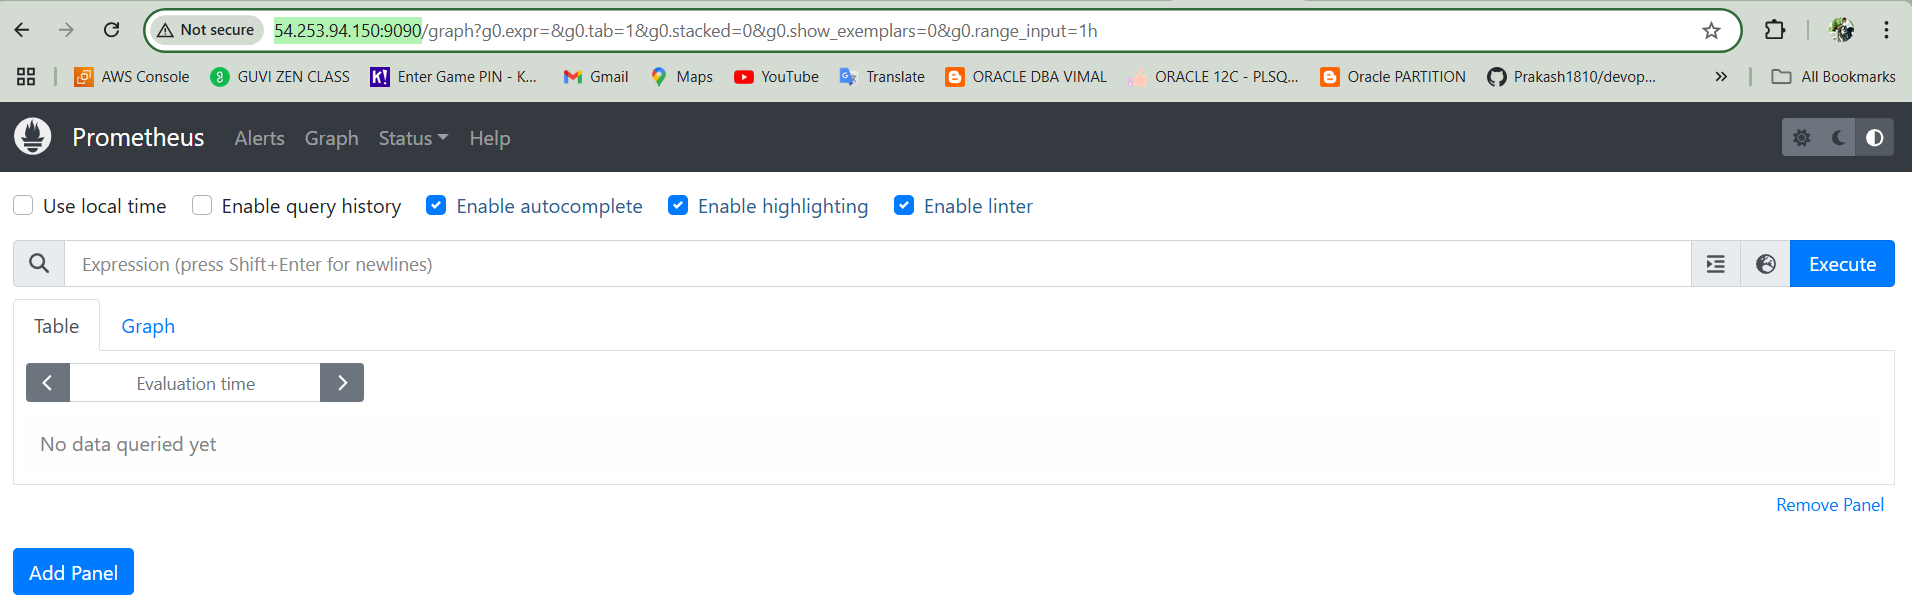 Not secure 54.253.94.150:9090/graph?g0.expr=&g0.tab=1&g0.stacked=0&g0.show_exemplars=0&g0.range_input=1h
AWS Console GUVI ZEN CLASS K! Enter Game PIN - K... Gmail Maps YouTube Translate ORACLE DBA VIMAL ORACLE 12C - PLSQ... Oracle PARTITION Prakash1810/devop... » All Bookmarks
Prometheus Alerts Graph Status Help
Use local time Enable query history Enable autocomplete Enable highlighting Enable linter
Expression (press Shift+Enter for newlines) Execute
Table Graph
Evaluation time
No data queried yet
Remove Panel
Add Panel